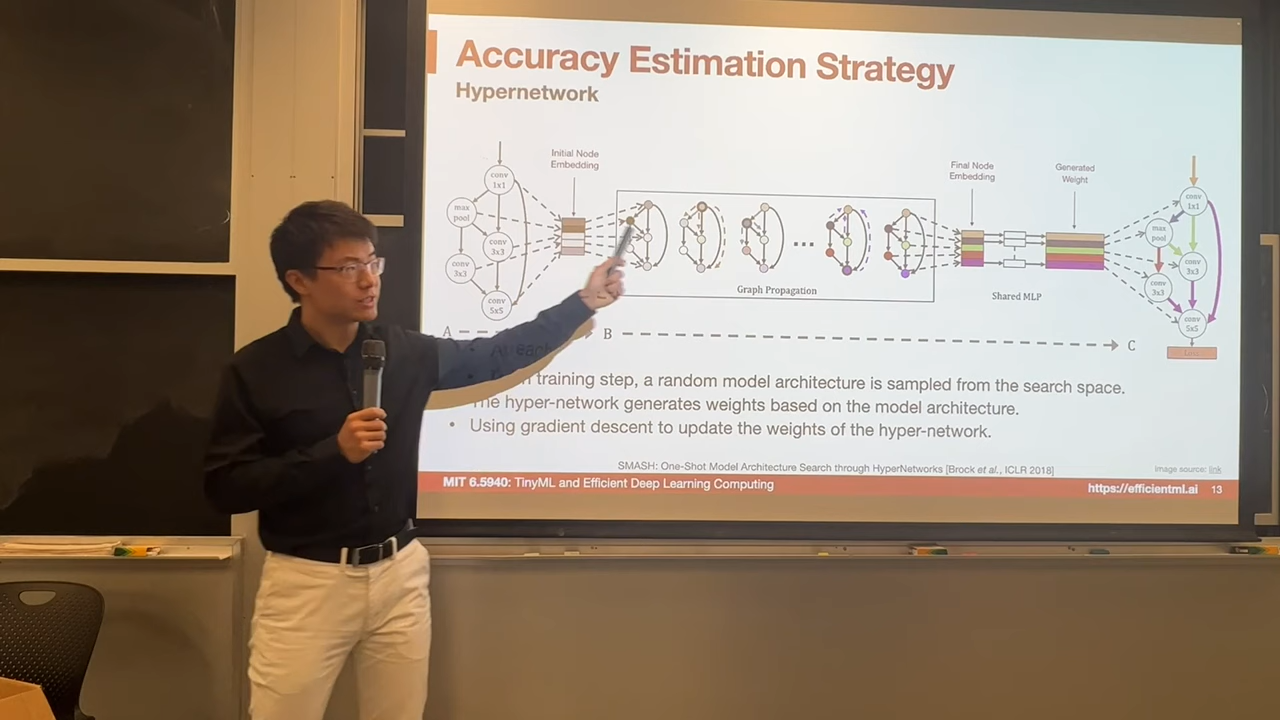 Accuracy Estimation Strategy
Hypernetwork
Initial Node
Embedding
Final Node
Embedding
Generated
Weight
conv
1x1
max
pool
conv
3x3
conv
3x3
conv
5x5
...
Graph Propagation
Shared MLP
conv
1x1
max
pool
conv
3x3
conv
3x3
conv
5x5
Loss
A
B
C
At each
training step, a random model architecture is sampled from the search space.
The hyper-network generates weights based on the model architecture.
• Using gradient descent to update the weights of the hyper-network.
SMASH: One-Shot Model Architecture Search through HyperNetworks [Brock et al., ICLR 2018]
Image source: link
MIT 6.5940: TinyML and Efficient Deep Learning Computing
https://efficientml.ai
13